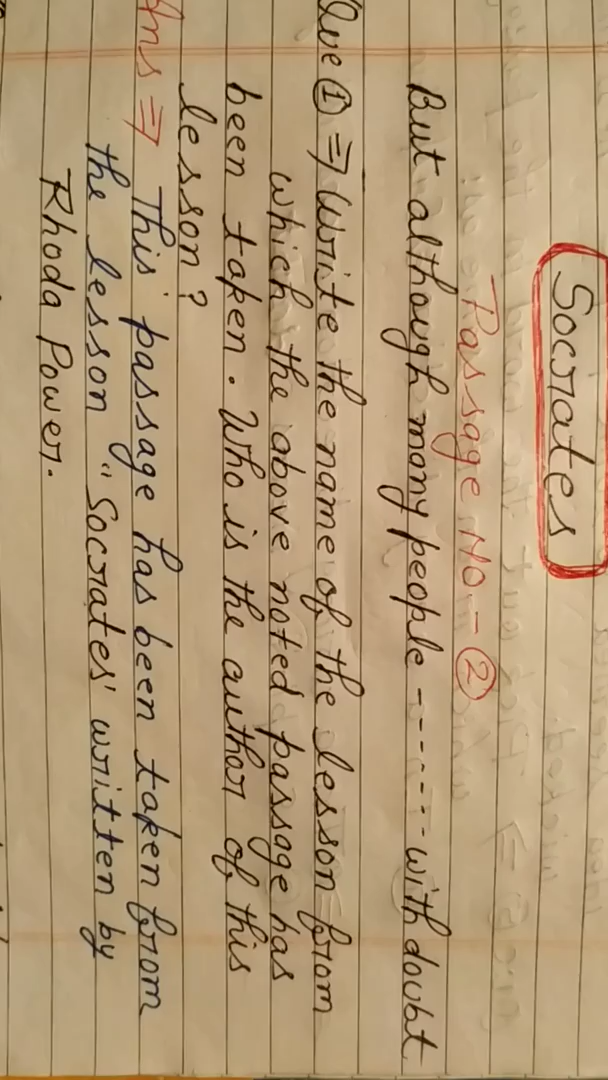 Socrates
Passage No. - ②
But although many people ------ with doubt
Que ① ⇒ Write the name of the lesson from
which the above noted passage has
been taken. Who is the author of this
lesson?
Ans ⇒ This passage has been taken from
the lesson "Socrates' written by
Rhoda Power.